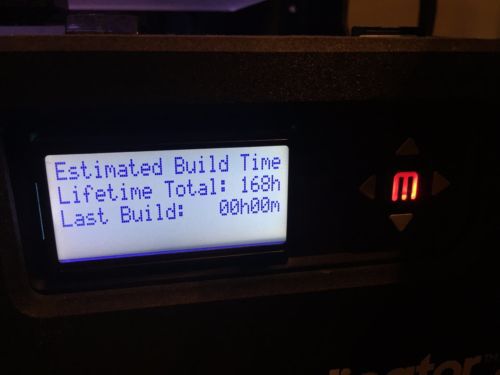 Estimated Build Time
Lifetime Total: 168h
Last Build: 00h00m
M